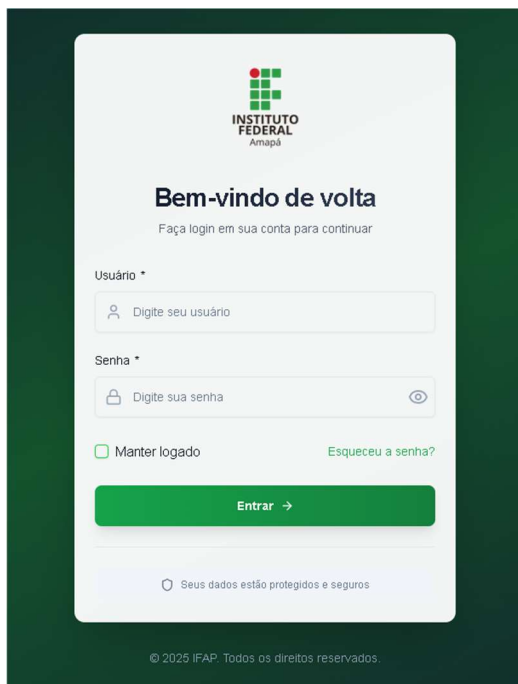 INSTITUTO
FEDERAL
Amapá
Bem-vindo de volta
Faça login em sua conta para continuar
Usuário *
Digite seu usuário
Senha *
Digite sua senha
Manter logado
Esqueceu a senha?
Entrar →
Seus dados estão protegidos e seguros
© 2025 IFAP. Todos os direitos reservados.